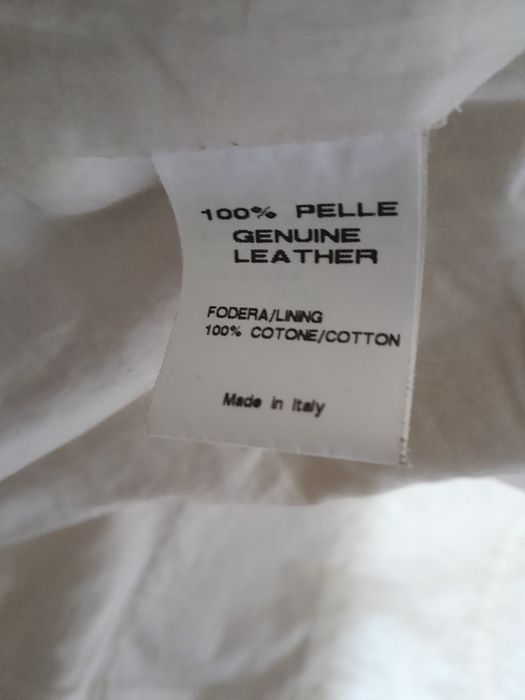 100% PELLE
GENUINE
LEATHER
FODERA/LINING
100% COTONE/COTTON
Made in Italy